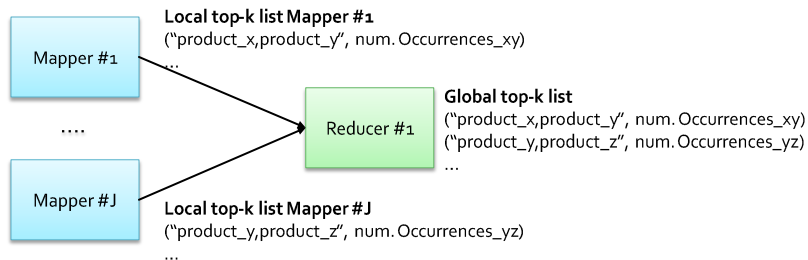 Local top-k list Mapper #1
("product_x,product_y", num. Occurrences_xy)
...
Mapper #1
....
Reducer #1
Global top-k list
("product_x,product_y", num. Occurrences_xy)
("product_y,product_z", num. Occurrences_yz)
...
Mapper #J
Local top-k list Mapper #J
("product_y,product_z", num. Occurrences_yz)
...